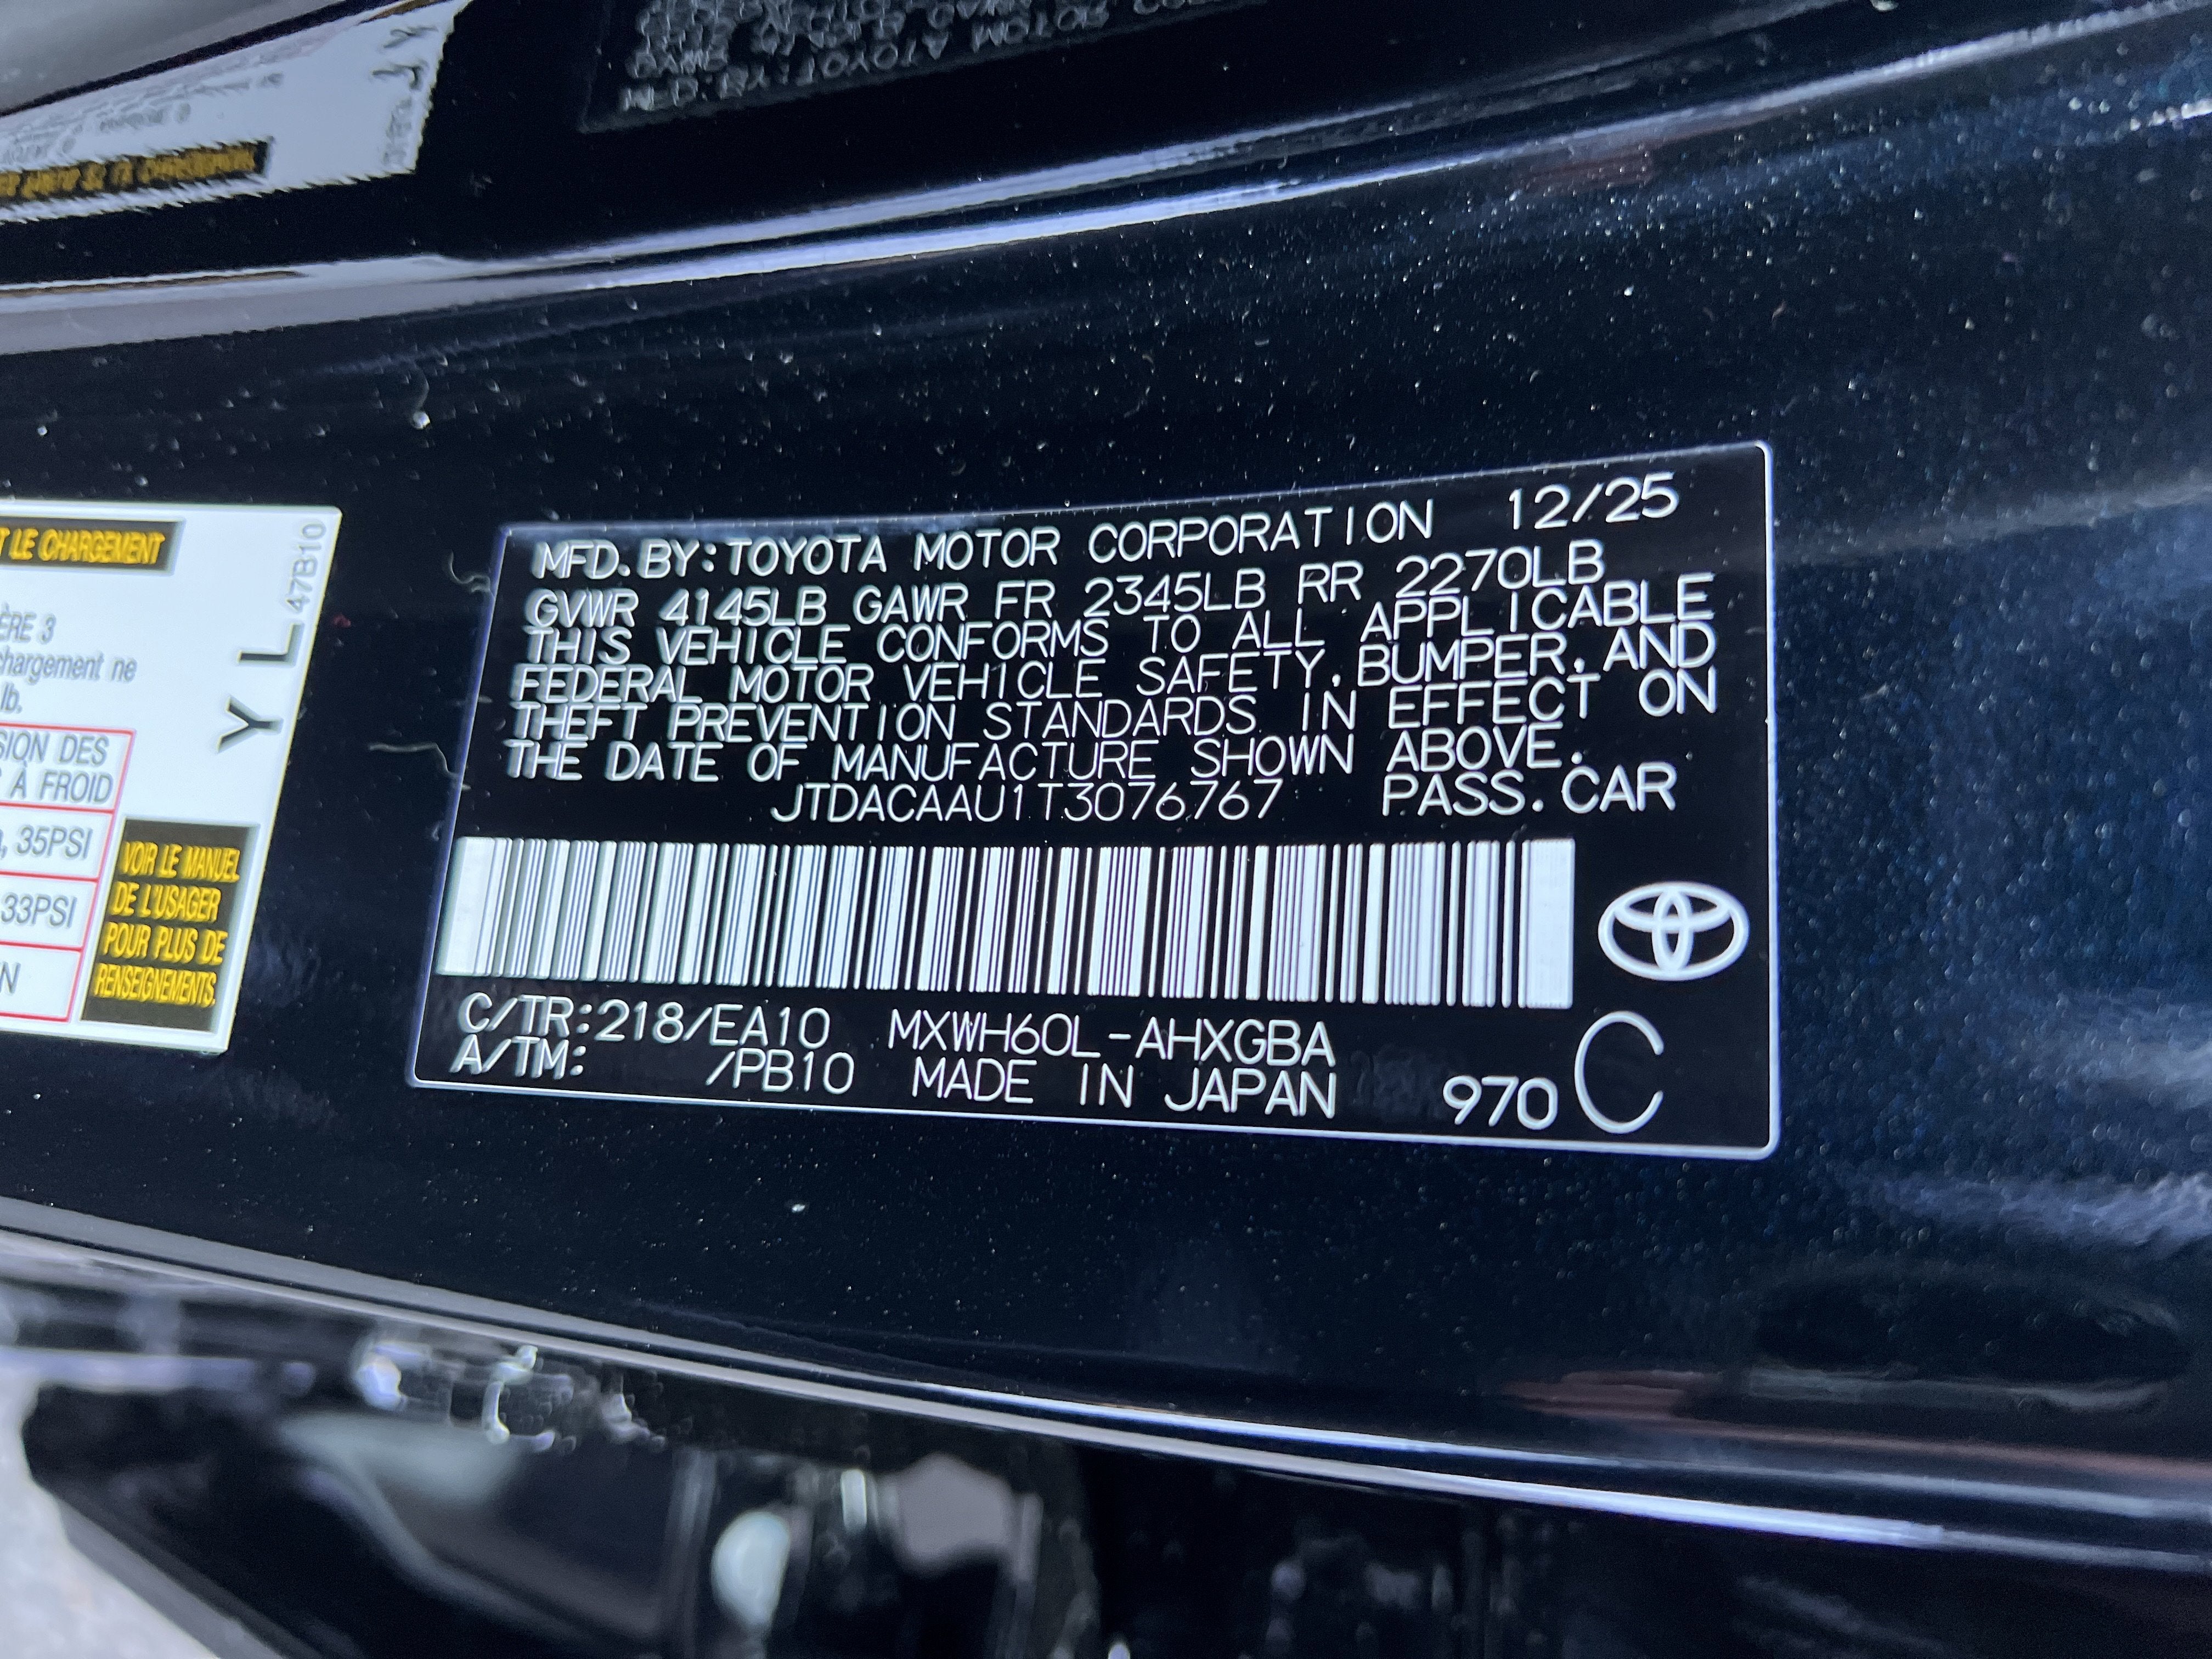 T LE CHARGEMENT
ÈRE 3
chargement ne
lb.
SION DES
À FROID
, 35PSI
33PSI
N
VOIR LE MANUEL
DE L'USAGER
POUR PLUS DE
RENSEIGNEMENTS.
Y L 47B10
MFD. BY: TOYOTA MOTOR CORPORATION 12/25
GVWR 4145LB GAWR FR 2345LB RR 2270LB
THIS VEHICLE CONFORMS TO ALL APPLICABLE
FEDERAL MOTOR VEHICLE SAFETY, BUMPER, AND
THEFT PREVENTION STANDARDS IN EFFECT ON
THE DATE OF MANUFACTURE SHOWN ABOVE.
JTDACAAU1T3076767 PASS. CAR
C/TR: 218/EA10 MXWH60L-AHXGBA
A/TM: /PB10 MADE IN JAPAN 970 C